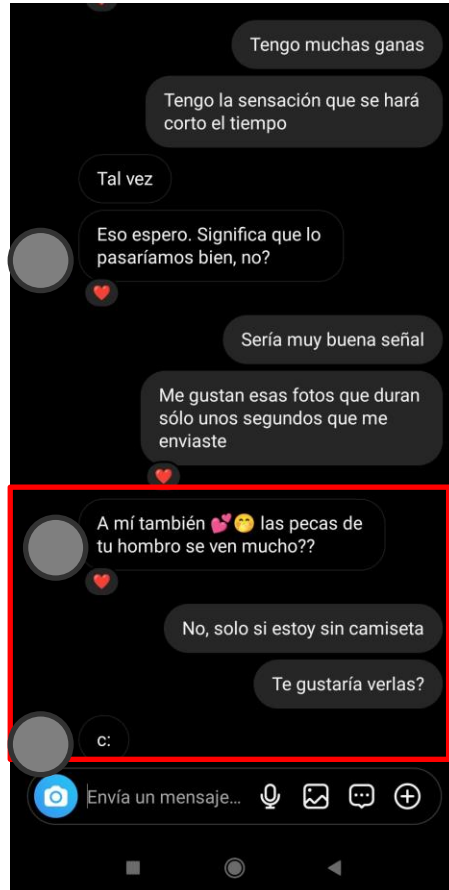 Tengo muchas ganas
Tengo la sensación que se hará
corto el tiempo
Tal vez
Eso espero. Significa que lo
pasaríamos bien, no?
Sería muy buena señal
Me gustan esas fotos que duran
sólo unos segundos que me
enviaste
A mí también 💕🤭 las pecas de
tu hombro se ven mucho??
No, solo si estoy sin camiseta
Te gustaría verlas?
c:
Envía un mensaje...